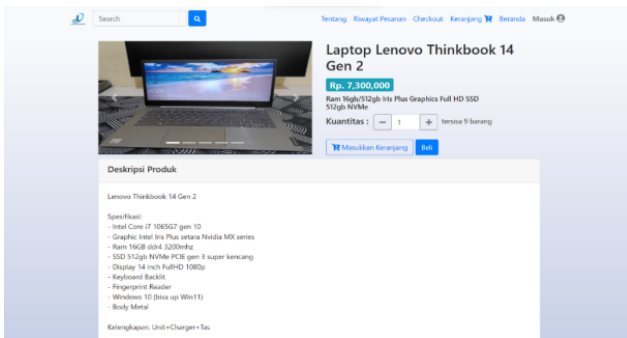 Search
Tentang Riwayat Pesanan Checkout Keranjang Beranda Masuk
Laptop Lenovo Thinkbook 14
Gen 2
Rp. 7,300,000
Ram 16gb/512gb Iris Plus Graphics Full HD SSD
512gb NVMe
Kuantitas : — 1 + tersisa 9 barang
Masukkan Keranjang Beli
Deskripsi Produk
Lenovo Thinkbook 14 Gen 2
Spesifikasi:
- Intel Core i7 1065G7 gen 10
- Graphic Intel Iris Plus setara Nvidia MX series
- Ram 16GB ddr4 3200mhz
- SSD 512gb NVMe PCIE gen 3 super kencang
- Display 14 inch FullHD 1080p
- Keyboard Backlit
- Fingerprint Reader
- Windows 10 (bisa up Win11)
- Body Metal
Kelengkapan: Unit+Charger+Tas